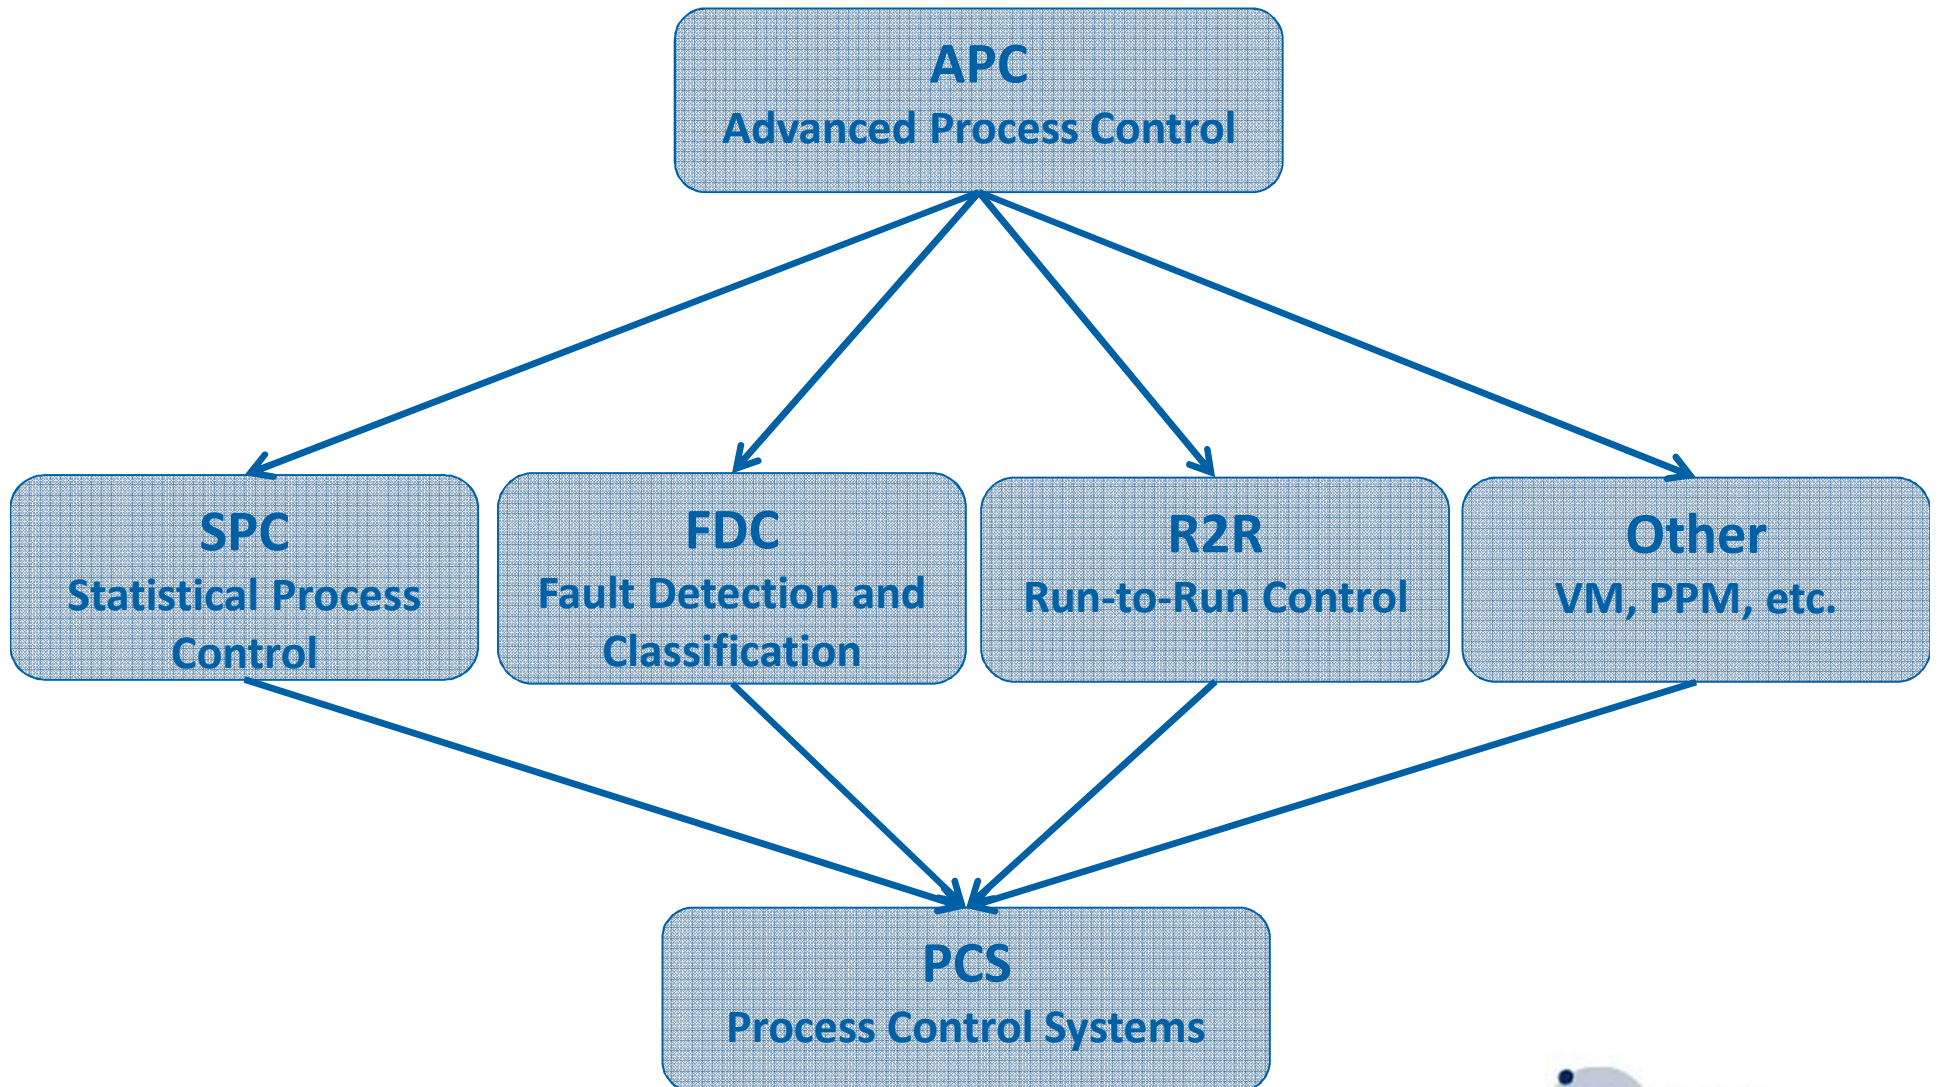 APC
Advanced Process Control
SPC
Statistical Process
Control
FDC
Fault Detection and
Classification
R2R
Run-to-Run Control
Other
VM, PPM, etc.
PCS
Process Control Systems